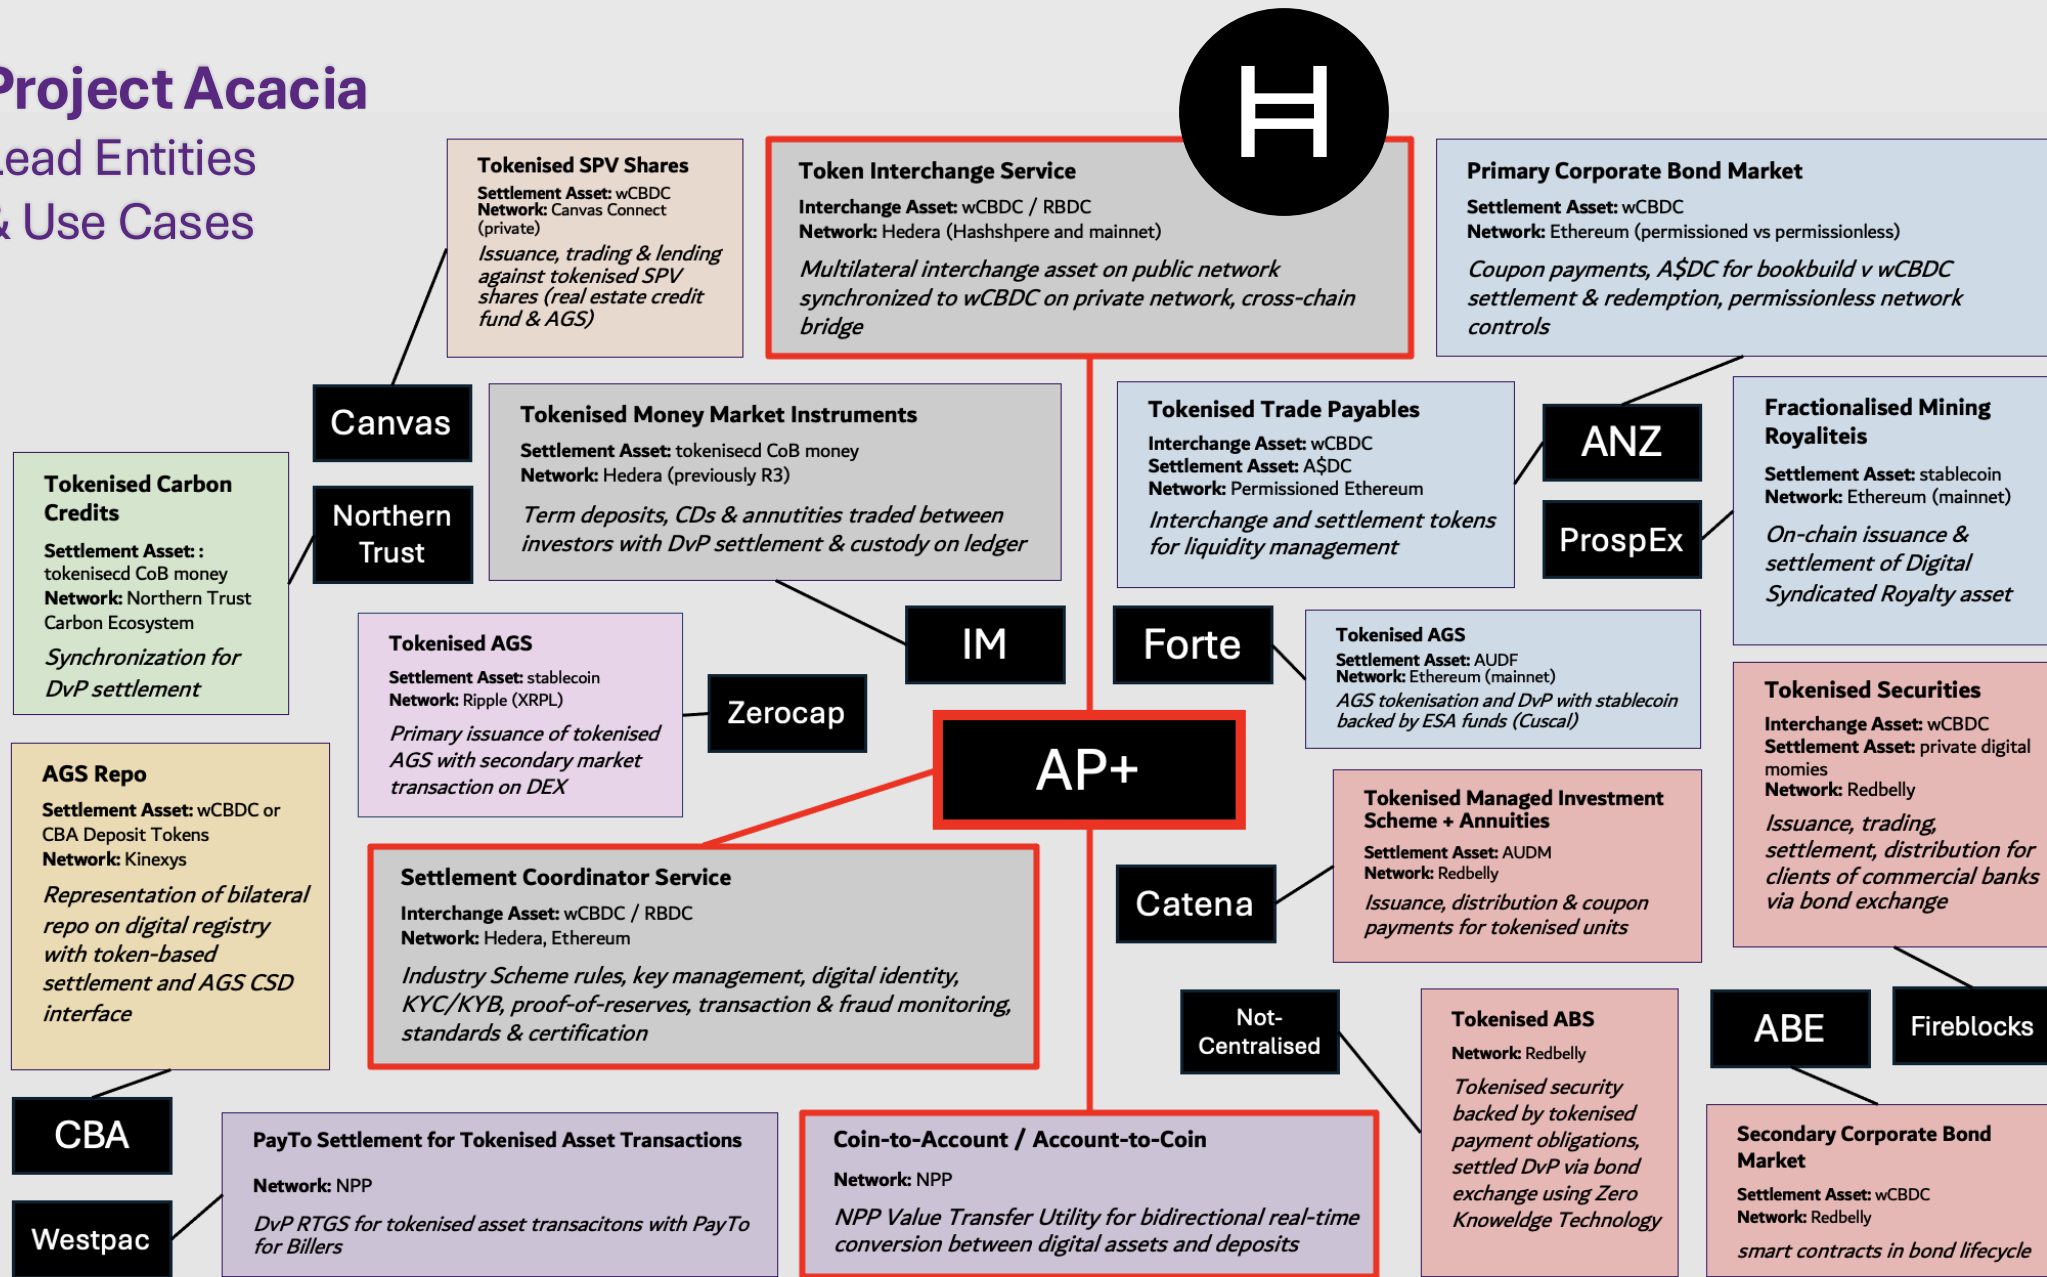 Project Acacia
Lead Entities
& Use Cases
Tokenised SPV Shares
Settlement Asset: wCBDC
Network: Canvas Connect
(private)
Issuance, trading & lending
against tokenised SPV
shares (real estate credit
fund & AGS)
Token Interchange Service
Interchange Asset: wCBDC / RBDC
Network: Hedera (Hashshpere and mainnet)
Multilateral interchange asset on public network
synchronized to wCBDC on private network, cross-chain
bridge
Primary Corporate Bond Market
Settlement Asset: wCBDC
Network: Ethereum (permissioned vs permissionless)
Coupon payments, A$DC for bookbuild v wCBDC
settlement & redemption, permissionless network
controls
Canvas
Tokenised Money Market Instruments
Settlement Asset: tokenisecd CoB money
Network: Hedera (previously R3)
Term deposits, CDs & annutities traded between
investors with DvP settlement & custody on ledger
Tokenised Trade Payables
Interchange Asset: wCBDC
Settlement Asset: A$DC
Network: Permissioned Ethereum
Interchange and settlement tokens
for liquidity management
ANZ
Fractionalised Mining
Royaliteis
Settlement Asset: stablecoin
Network: Ethereum (mainnet)
On-chain issuance &
settlement of Digital
Syndicated Royalty asset
Tokenised Carbon
Credits
Settlement Asset: :
tokenisecd CoB money
Network: Northern Trust
Carbon Ecosystem
Synchronization for
DvP settlement
Northern
Trust
ProspEx
Tokenised AGS
Settlement Asset: stablecoin
Network: Ripple (XRPL)
Primary issuance of tokenised
AGS with secondary market
transaction on DEX
IM
Forte
Tokenised AGS
Settlement Asset: AUDF
Network: Ethereum (mainnet)
AGS tokenisation and DvP with stablecoin
backed by ESA funds (Cuscal)
Zerocap
Tokenised Securities
Interchange Asset: wCBDC
Settlement Asset: private digital
momies
Network: Redbelly
Issuance, trading,
settlement, distribution for
clients of commercial banks
via bond exchange
AGS Repo
Settlement Asset: wCBDC or
CBA Deposit Tokens
Network: Kinexys
Representation of bilateral
repo on digital registry
with token-based
settlement and AGS CSD
interface
AP+
Tokenised Managed Investment
Scheme + Annuities
Settlement Asset: AUDM
Network: Redbelly
Issuance, distribution & coupon
payments for tokenised units
Settlement Coordinator Service
Interchange Asset: wCBDC / RBDC
Network: Hedera, Ethereum
Industry Scheme rules, key management, digital identity,
KYC/KYB, proof-of-reserves, transaction & fraud monitoring,
standards & certification
Catena
Not-
Centralised
Tokenised ABS
Network: Redbelly
Tokenised security
backed by tokenised
payment obligations,
settled DvP via bond
exchange using Zero
Knoweldge Technology
ABE
Fireblocks
CBA
PayTo Settlement for Tokenised Asset Transactions
Network: NPP
DvP RTGS for tokenised asset transacitons with PayTo
for Billers
Coin-to-Account / Account-to-Coin
Network: NPP
NPP Value Transfer Utility for bidirectional real-time
conversion between digital assets and deposits
Secondary Corporate Bond
Market
Settlement Asset: wCBDC
Network: Redbelly
smart contracts in bond lifecycle
Westpac